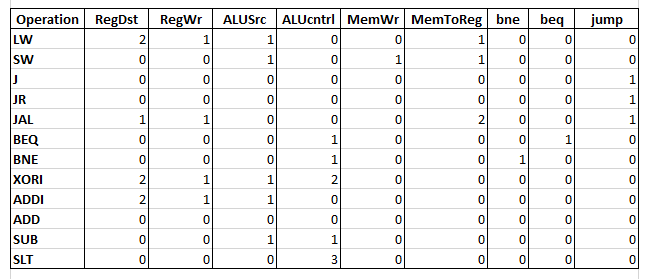 Operation RegDst RegWr ALUSrc ALUcntrl MemWr MemToReg bne beq jump
LW 2 1 1 0 0 1 0 0 0
SW 0 0 1 0 1 1 0 0 0
J 0 0 0 0 0 0 0 0 1
JR 0 0 0 0 0 0 0 0 1
JAL 1 1 0 0 0 2 0 0 1
BEQ 0 0 0 1 0 0 0 1 0
BNE 0 0 0 1 0 0 1 0 0
XORI 2 1 1 2 0 0 0 0 0
ADDI 2 1 1 0 0 0 0 0 0
ADD 0 0 0 0 0 0 0 0 0
SUB 0 0 1 1 0 0 0 0 0
SLT 0 0 0 3 0 0 0 0 0